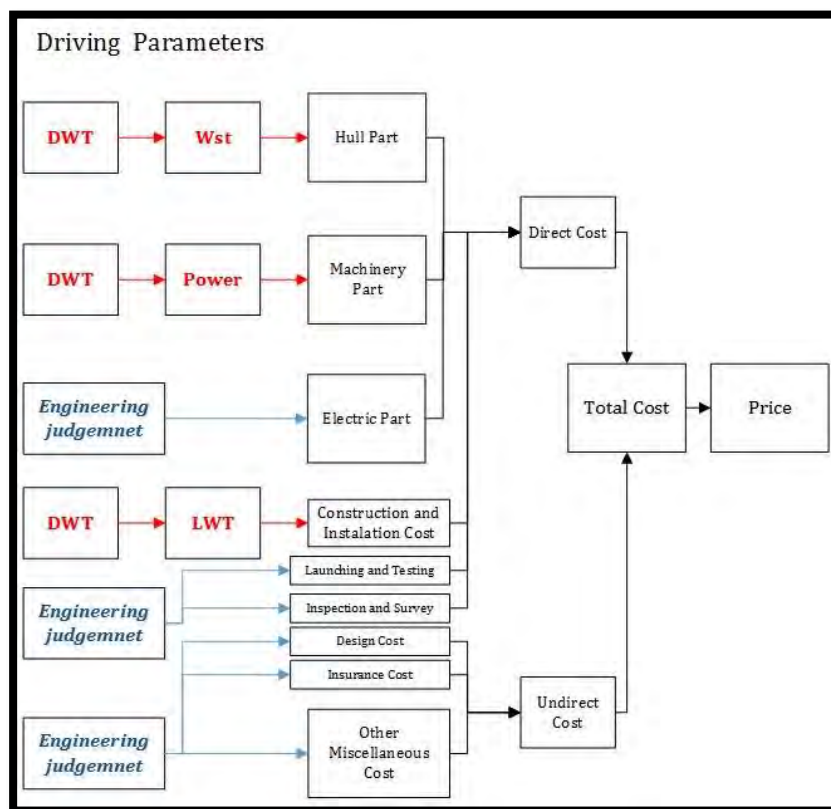 Driving Parameters
DWT
Wst
Hull Part
DWT
Power
Machinery
Part
Engineering
judgemnet
Electric Part
DWT
LWT
Construction and
Instalation Cost
Launching and Testing
Engineering
judgemnet
Inspection and Survey
Design Cost
Insurance Cost
Engineering
judgemnet
Other
Miscellaneous
Cost
Direct Cost
Undirect
Cost
Total Cost
Price